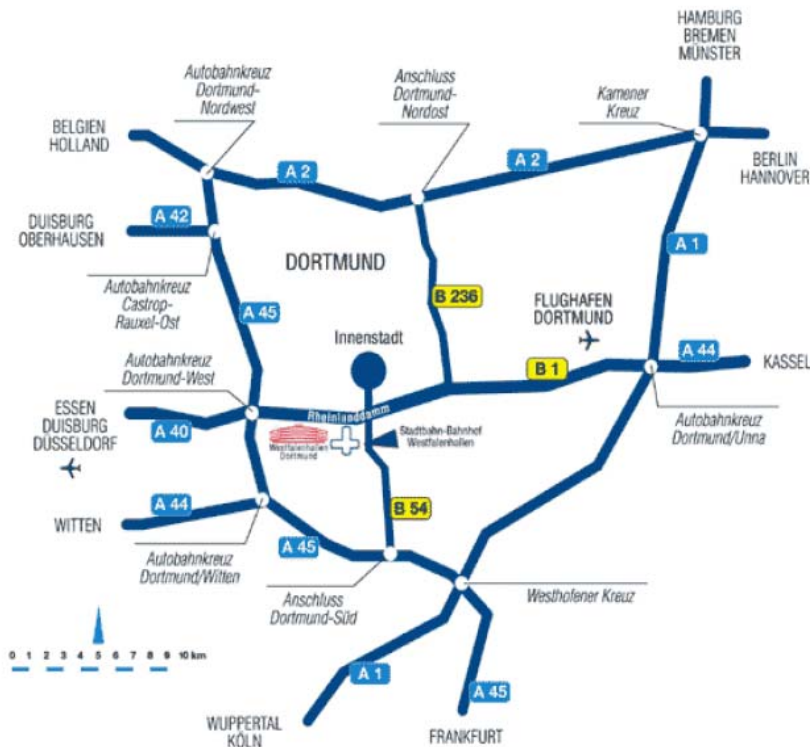 HAMBURG
BREMEN
MÜNSTER
Autobahnkreuz
Dortmund-
Nordwest
Anschluss
Dortmund-
Nordost
Kamener
Kreuz
BELGIEN
HOLLAND
BERLIN
HANNOVER
A 2
A 2
A 42
DUISBURG
OBERHAUSEN
A 1
DORTMUND
Autobahnkreuz
Castrop-
Rauxel-Ost
A 45
B 236
FLUGHAFEN
DORTMUND
Innenstadt
A 44
KASSEL
Autobahnkreuz
Dortmund-West
B 1
ESSEN
DUISBURG
DÜSSELDORF
A 40
Rheinlanddamm
Westfalenhallen
Dortmund
Stadtbahn-Bahnhof
Westfalenhallen
Autobahnkreuz
Dortmund/Unna
A 44
WITTEN
B 54
A 45
Autobahnkreuz
Dortmund/Witten
Anschluss
Dortmund-Süd
Westhofener Kreuz
0 1 2 3 4 5 6 7 8 9 10 km
A 1
A 45
WUPPERTAL
KÖLN
FRANKFURT